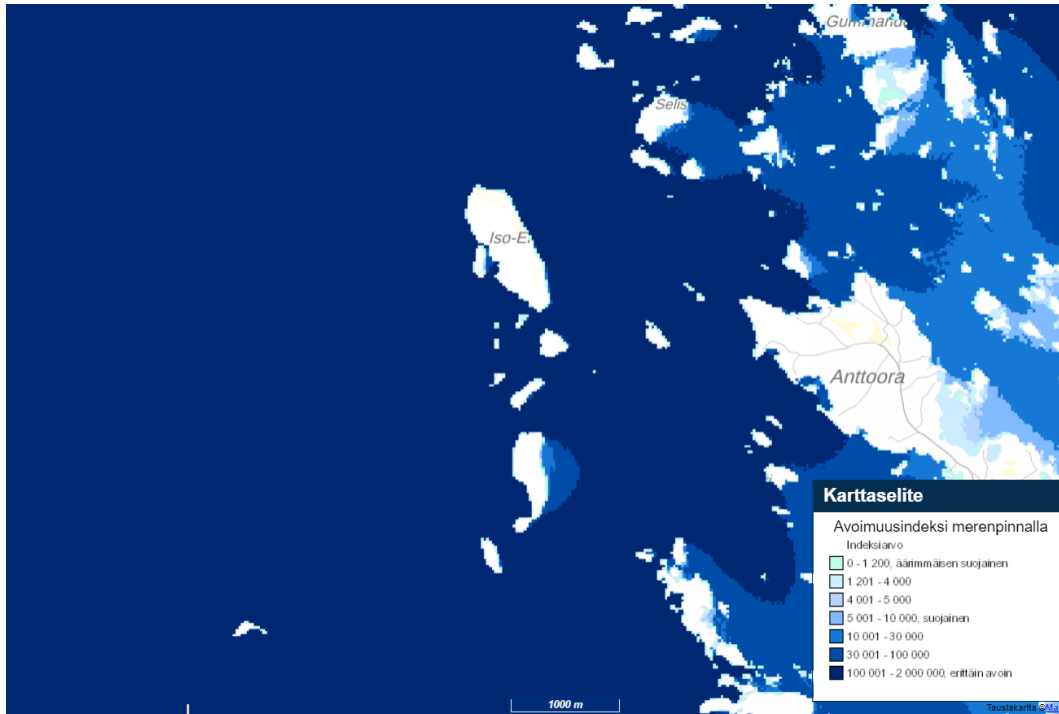 Gummand
Selis
Iso-E
Anttoora
Karttaselite
Avoimuusindeksi merenpinnalla
Indeksiarvo
0 - 1 200, äärimmäisen suojainen
1 201 - 4 000
4 001 - 5 000
5 001 - 10 000, suojainen
10 001 - 30 000
30 001 - 100 000
100 001 - 2 000 000, erittäin avoin
1000 m
Taustakartta ©Ma